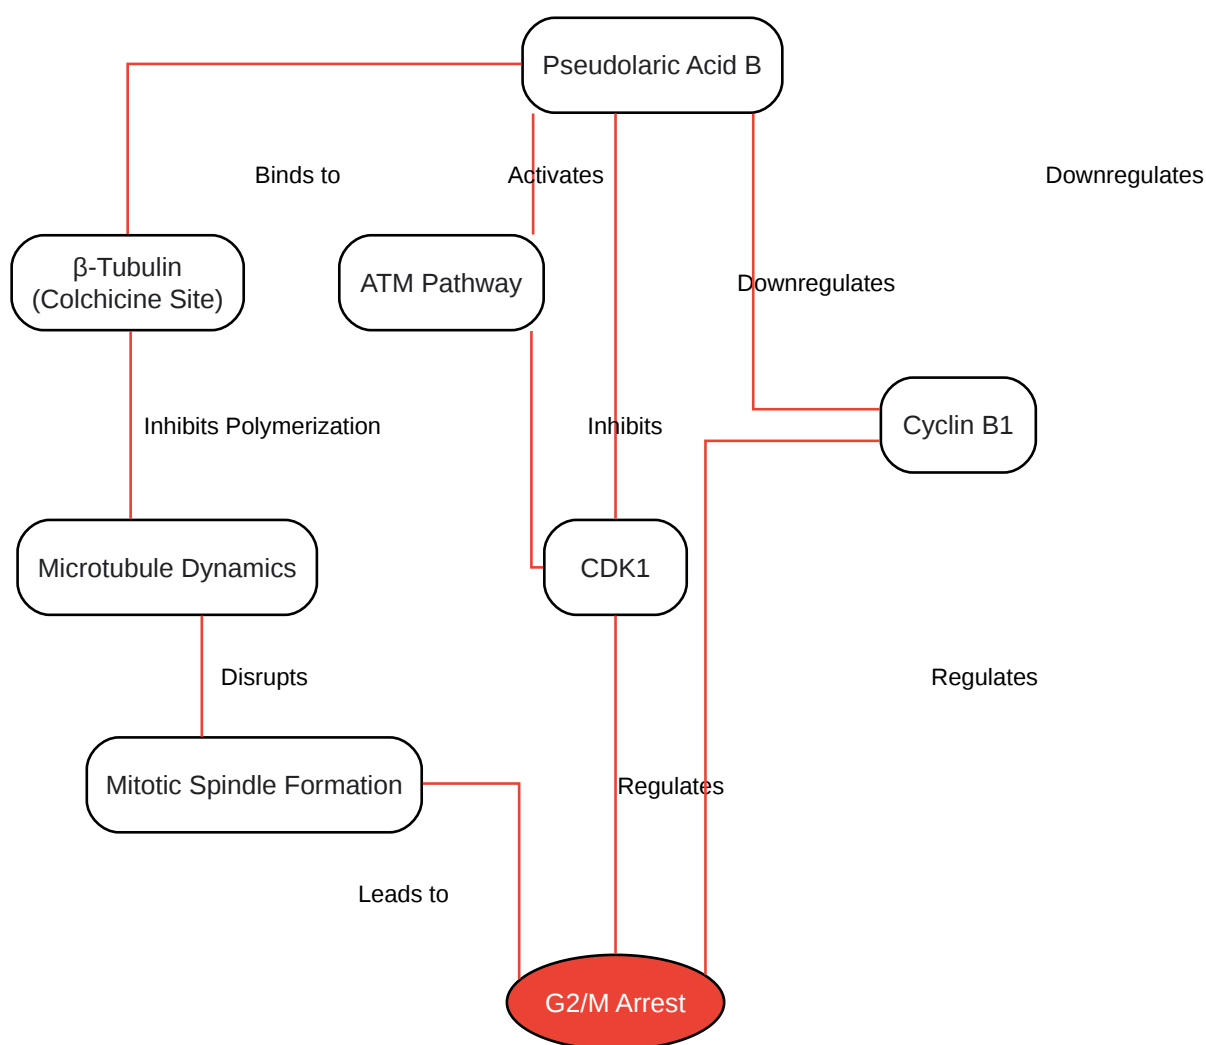 Pseudolaric Acid B
Binds to
Activates
Downregulates
β-Tubulin
(Colchicine Site)
ATM Pathway
Downregulates
Inhibits Polymerization
Inhibits
Cyclin B1
Microtubule Dynamics
CDK1
Disrupts
Regulates
Mitotic Spindle Formation
Regulates
Leads to
G2/M Arrest